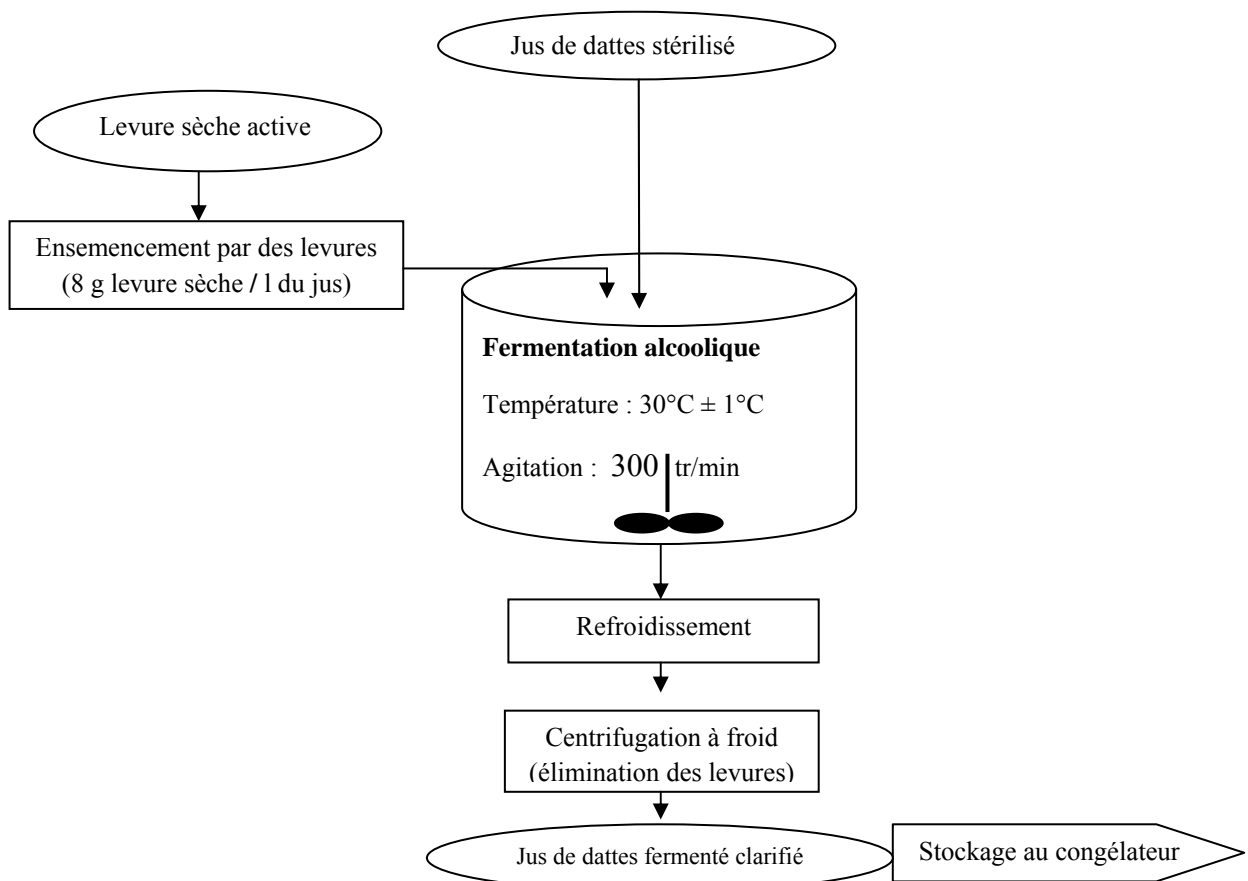 Jus de dattes stérilisé
Levure sèche active
Ensemencement par des levures
(8 g levure sèche / l du jus)
Fermentation alcoolique
Température : 30°C ± 1°C
Agitation : 300 tr/min
Refroidissement
Centrifugation à froid
(élimination des levures)
Jus de dattes fermenté clarifié
Stockage au congélateur